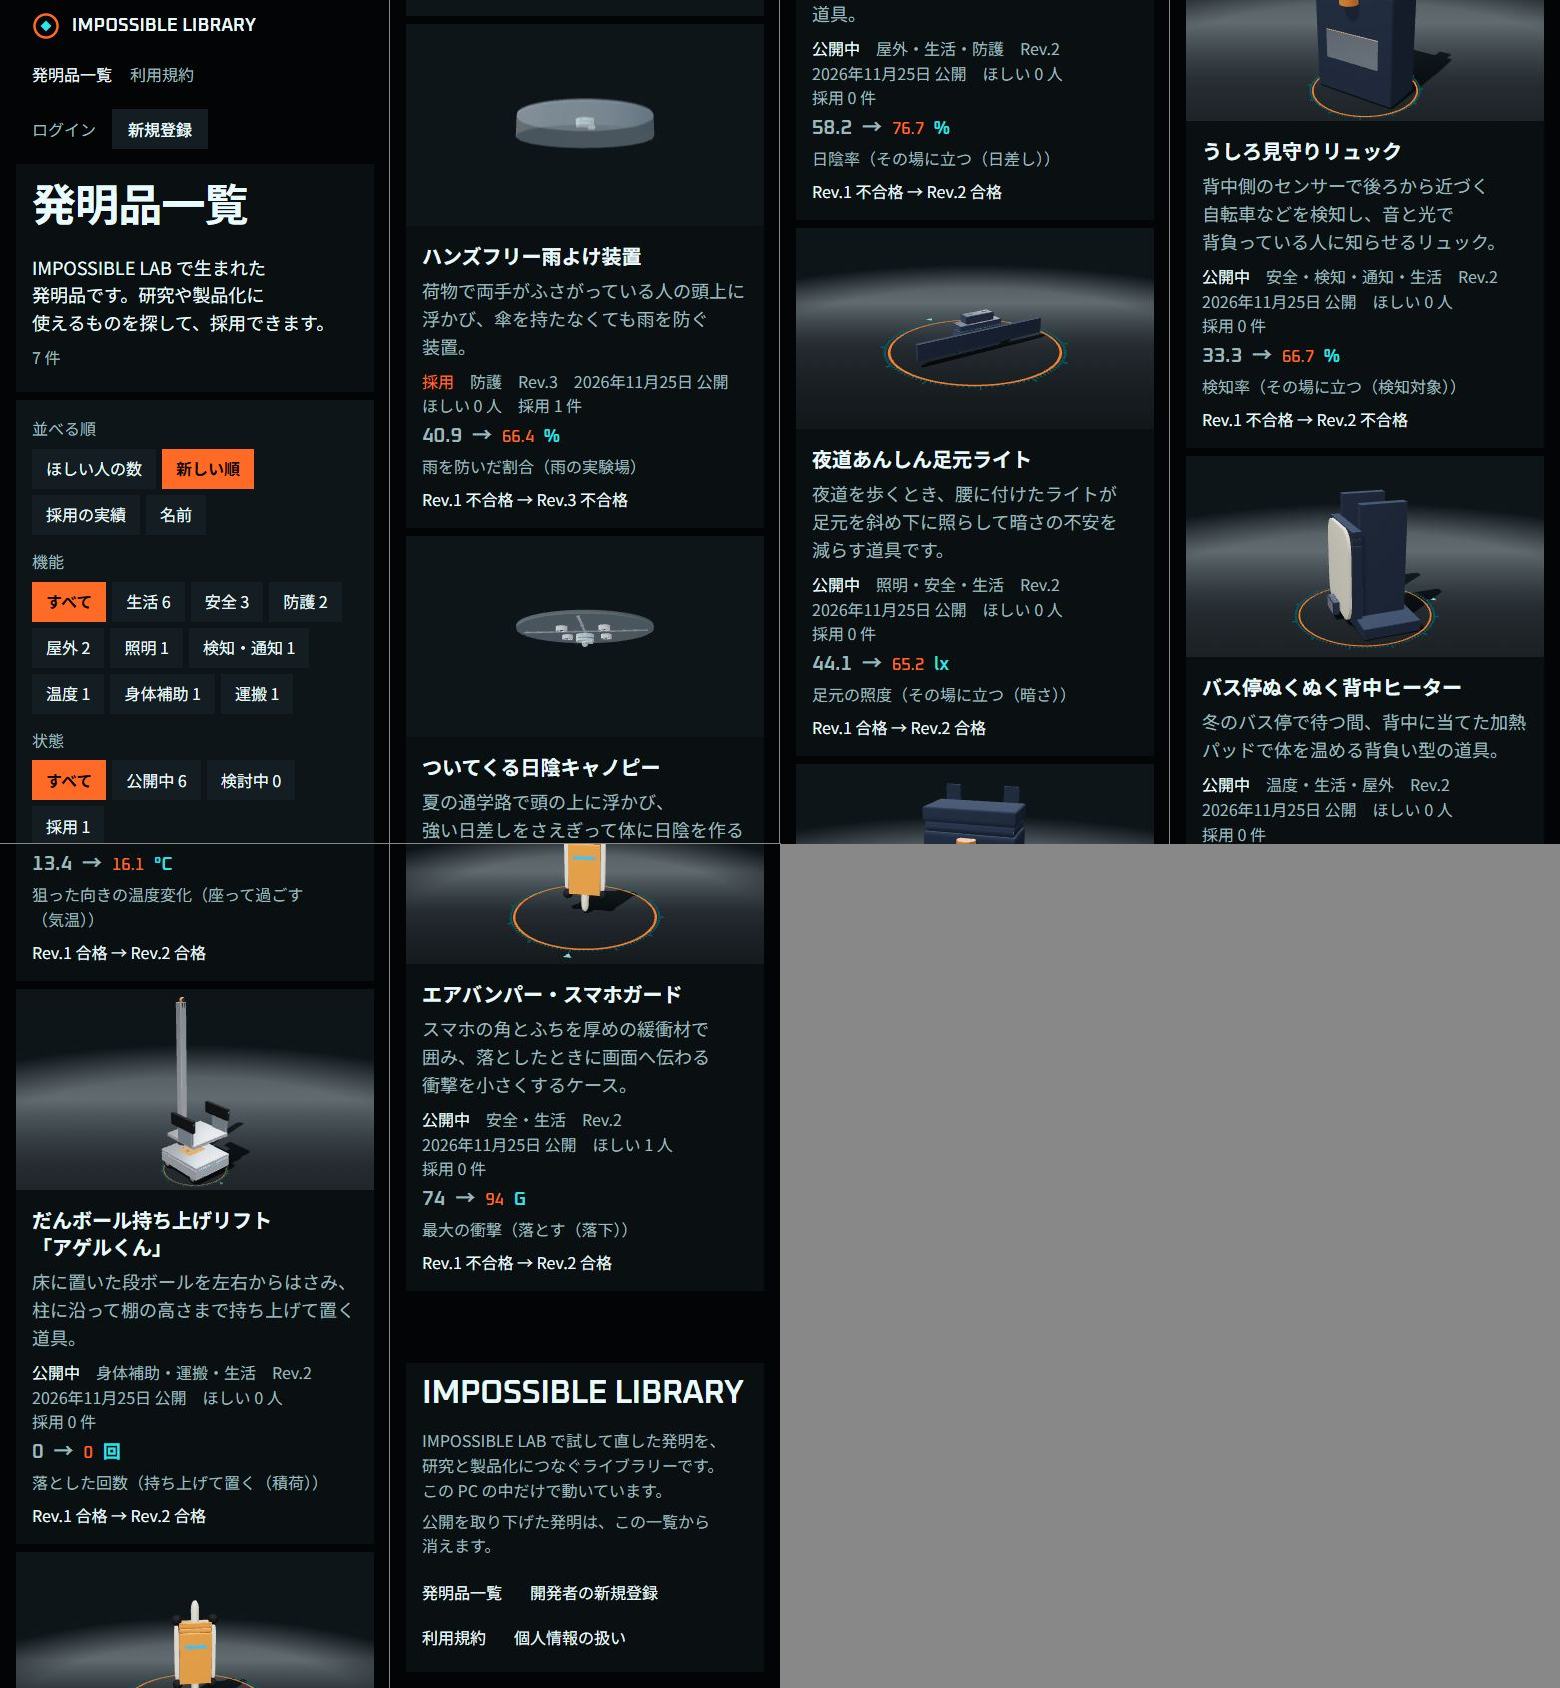 IMPOSSIBLE LIBRARY
発明品一覧 利用規約
ログイン 新規登録
発明品一覧
IMPOSSIBLE LAB で生まれた
発明品です。研究や製品化に
使えるものを探して、採用できます。
7 件
並べる順
ほしい人の数 新しい順
採用の実績 名前
機能
すべて 生活 6 安全 3 防護 2
屋外 2 照明 1 検知・通知 1
温度 1 身体補助 1 運搬 1
状態
すべて 公開中 6 検討中 0
採用 1
ハンズフリー雨よけ装置
荷物で両手がふさがっている人の頭上に
浮かび、傘を持たなくても雨を防ぐ
装置。
採用 防護 Rev.3 2026年11月25日 公開
ほしい 0 人 採用 1 件
40.9 → 66.4 %
雨を防いだ割合（雨の実験場）
Rev.1 不合格 → Rev.3 不合格
ついてくる日陰キャノピー
夏の通学路で頭の上に浮かび、
強い日差しをさえぎって体に日陰を作る
道具。
公開中 屋外・生活・防護 Rev.2
2026年11月25日 公開 ほしい 0 人
採用 0 件
58.2 → 76.7 %
日陰率（その場に立つ（日差し））
Rev.1 不合格 → Rev.2 合格
夜道あんしん足元ライト
夜道を歩くとき、腰に付けたライトが
足元を斜め下に照らして暗さの不安を
減らす道具です。
公開中 照明・安全・生活 Rev.2
2026年11月25日 公開 ほしい 0 人
採用 0 件
44.1 → 65.2 lx
足元の照度（その場に立つ（暗さ））
Rev.1 合格 → Rev.2 合格
うしろ見守りリュック
背中側のセンサーで後ろから近づく
自転車などを検知し、音と光で
背負っている人に知らせるリュック。
公開中 安全・検知・通知・生活 Rev.2
2026年11月25日 公開 ほしい 0 人
採用 0 件
33.3 → 66.7 %
検知率（その場に立つ（検知対象））
Rev.1 不合格 → Rev.2 不合格
バス停ぬくぬく背中ヒーター
冬のバス停で待つ間、背中に当てた加熱
パッドで体を温める背負い型の道具。
公開中 温度・生活・屋外 Rev.2
2026年11月25日 公開 ほしい 0 人
採用 0 件
13.4 → 16.1 ℃
狙った向きの温度変化（座って過ごす
（気温））
Rev.1 合格 → Rev.2 合格
だんボール持ち上げリフト
「アゲルくん」
床に置いた段ボールを左右からはさみ、
柱に沿って棚の高さまで持ち上げて置く
道具。
公開中 身体補助・運搬・生活 Rev.2
2026年11月25日 公開 ほしい 0 人
採用 0 件
0 → 0 回
落とした回数（持ち上げて置く（積荷））
Rev.1 合格 → Rev.2 合格
エアバンパー・スマホガード
スマホの角とふちを厚めの緩衝材で
囲み、落としたときに画面へ伝わる
衝撃を小さくするケース。
公開中 安全・生活 Rev.2
2026年11月25日 公開 ほしい 1 人
採用 0 件
74 → 94 G
最大の衝撃（落とす（落下））
Rev.1 不合格 → Rev.2 合格
IMPOSSIBLE LIBRARY
IMPOSSIBLE LAB で試して直した発明を、
研究と製品化につなぐライブラリーです。
この PC の中だけで動いています。
公開を取り下げた発明は、この一覧から
消えます。
発明品一覧 開発者の新規登録
利用規約 個人情報の扱い